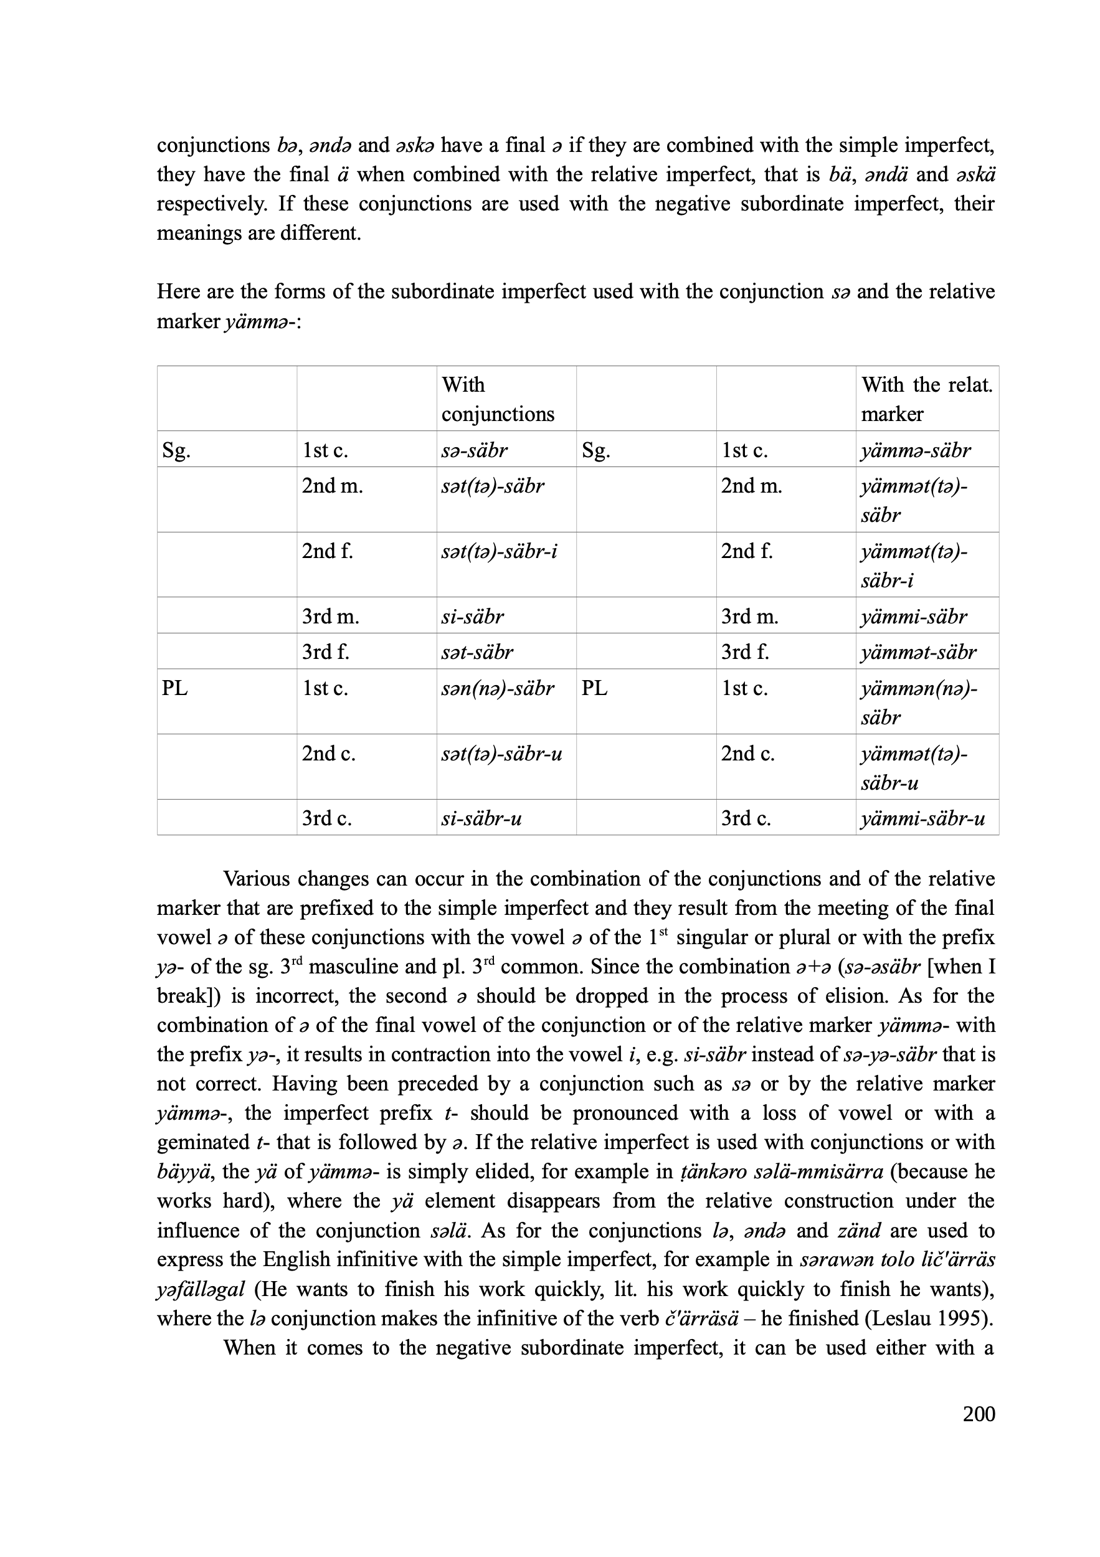 conjunctions bə, əndə and əskə have a final ə if they are combined with the simple imperfect,
they have the final ä when combined with the relative imperfect, that is bä, əndä and əskä
respectively. If these conjunctions are used with the negative subordinate imperfect, their
meanings are different.
Here are the forms of the subordinate imperfect used with the conjunction sə and the relative
marker yämmə-:
With conjunctions With the relat. marker
Sg. 1st c. sə-säbr Sg. 1st c. yämmə-säbr
2nd m. sət(tə)-säbr 2nd m. yämmət(tə)-säbr
2nd f. sət(tə)-säbr-i 2nd f. yämmət(tə)-säbr-i
3rd m. si-säbr 3rd m. yämmi-säbr
3rd f. sət-säbr 3rd f. yämmət-säbr
PL 1st c. sən(nə)-säbr PL 1st c. yämmən(nə)-säbr
2nd c. sət(tə)-säbr-u 2nd c. yämmət(tə)-säbr-u
3rd c. si-säbr-u 3rd c. yämmi-säbr-u
Various changes can occur in the combination of the conjunctions and of the relative
marker that are prefixed to the simple imperfect and they result from the meeting of the final
vowel ə of these conjunctions with the vowel ə of the 1st singular or plural or with the prefix
yə- of the sg. 3rd masculine and pl. 3rd common. Since the combination ə+ə (sə-əsäbr [when I
break]) is incorrect, the second ə should be dropped in the process of elision. As for the
combination of ə of the final vowel of the conjunction or of the relative marker yämmə- with
the prefix yə-, it results in contraction into the vowel i, e.g. si-säbr instead of sə-yə-säbr that is
not correct. Having been preceded by a conjunction such as sə or by the relative marker
yämmə-, the imperfect prefix t- should be pronounced with a loss of vowel or with a
geminated t- that is followed by ə. If the relative imperfect is used with conjunctions or with
bäyyä, the yä of yämmə- is simply elided, for example in ṭänkəro səlä-mmisärra (because he
works hard), where the yä element disappears from the relative construction under the
influence of the conjunction səlä. As for the conjunctions lə, əndə and zänd are used to
express the English infinitive with the simple imperfect, for example in sərawən tolo lič'ärräs
yəfälləgal (He wants to finish his work quickly, lit. his work quickly to finish he wants),
where the lə conjunction makes the infinitive of the verb č'ärräsä – he finished (Leslau 1995).
When it comes to the negative subordinate imperfect, it can be used either with a
200